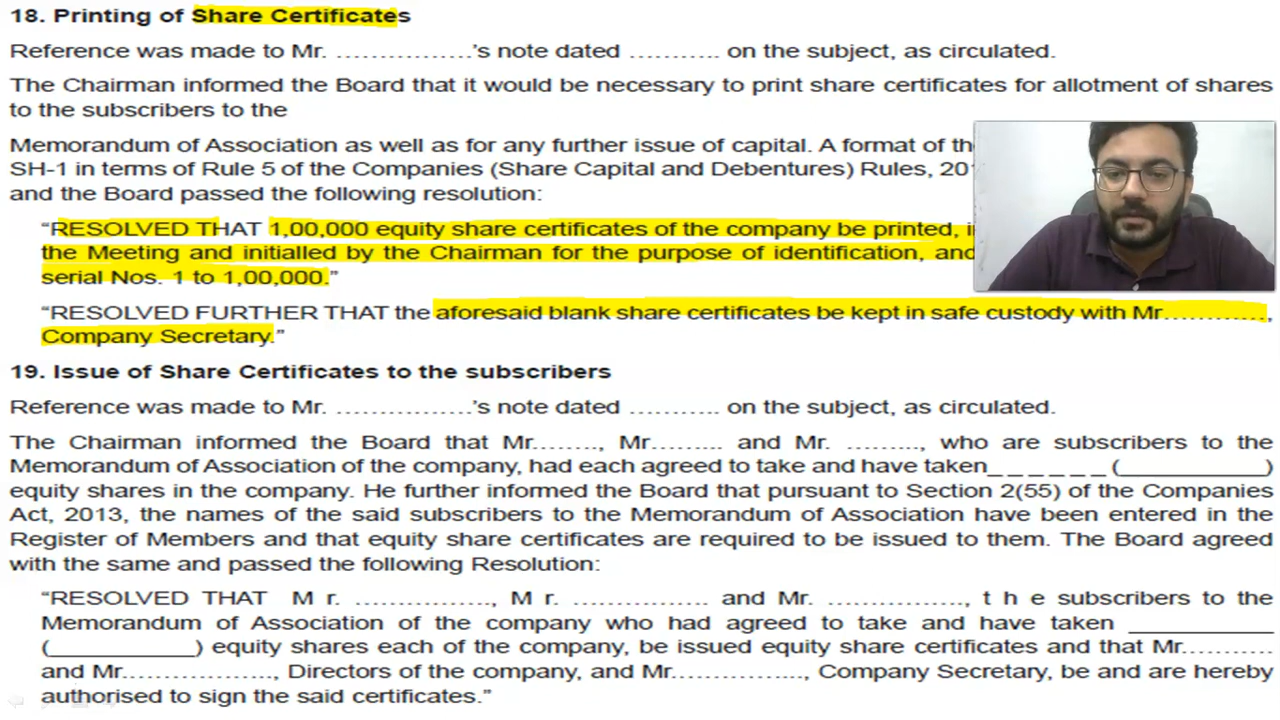 18. Printing of Share Certificates
Reference was made to Mr. ................'s note dated ........... on the subject, as circulated.
The Chairman informed the Board that it would be necessary to print share certificates for allotment of shares
to the subscribers to the
Memorandum of Association as well as for any further issue of capital. A format of th
SH-1 in terms of Rule 5 of the Companies (Share Capital and Debentures) Rules, 201
and the Board passed the following resolution:
“RESOLVED THAT 1,00,000 equity share certificates of the company be printed,
the Meeting and initialled by the Chairman for the purpose of identification, and
serial Nos. 1 to 1,00,000.”
“RESOLVED FURTHER THAT the aforesaid blank share certificates be kept in safe custody with Mr............,
Company Secretary.”
19. Issue of Share Certificates to the subscribers
Reference was made to Mr. ................'s note dated ........... on the subject, as circulated.
The Chairman informed the Board that Mr........, Mr......... and Mr. ........., who are subscribers to the
Memorandum of Association of the company, had each agreed to take and have taken_ _ _ _ _ _ (____________)
equity shares in the company. He further informed the Board that pursuant to Section 2(55) of the Companies
Act, 2013, the names of the said subscribers to the Memorandum of Association have been entered in the
Register of Members and that equity share certificates are required to be issued to them. The Board agreed
with the same and passed the following Resolution:
“RESOLVED THAT M r. ................, M r. ................ and Mr. ................, t h e subscribers to the
Memorandum of Association of the company who had agreed to take and have taken ____________
(____________) equity shares each of the company, be issued equity share certificates and that Mr...........
and Mr................., Directors of the company, and Mr..............., Company Secretary, be and are hereby
authorised to sign the said certificates.”